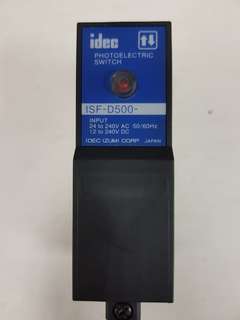 idec
PHOTOELECTRIC
SWITCH
ISF-D500-
INPUT
24 to 240V AC 50/60Hz
12 to 240V DC
IDEC IZUMI CORP. JAPAN